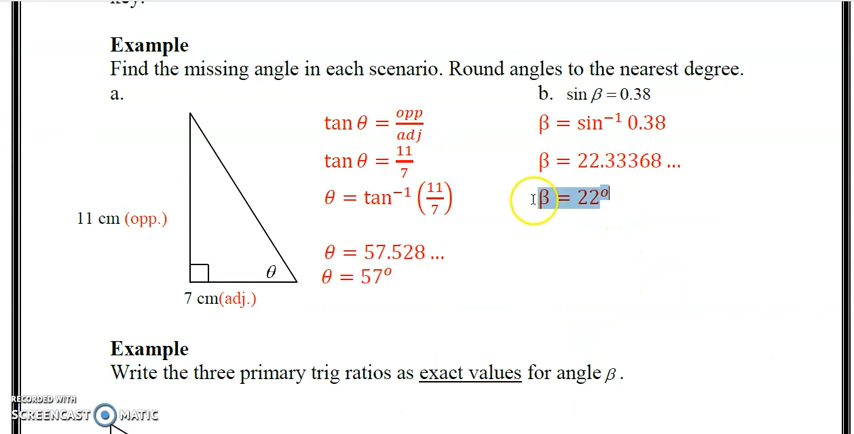 Example
Find the missing angle in each scenario. Round angles to the nearest degree.
a.
11 cm (opp.)
θ
7 cm(adj.)
tan θ = opp/adj
tan θ = 11/7
θ = tan⁻¹ (11/7)
θ = 57.528 ...
θ = 57°
b. sin β = 0.38
β = sin⁻¹ 0.38
β = 22.33368 ...
β = 22°
Example
Write the three primary trig ratios as exact values for angle β .
RECORDED WITH
SCREENCAST MATIC